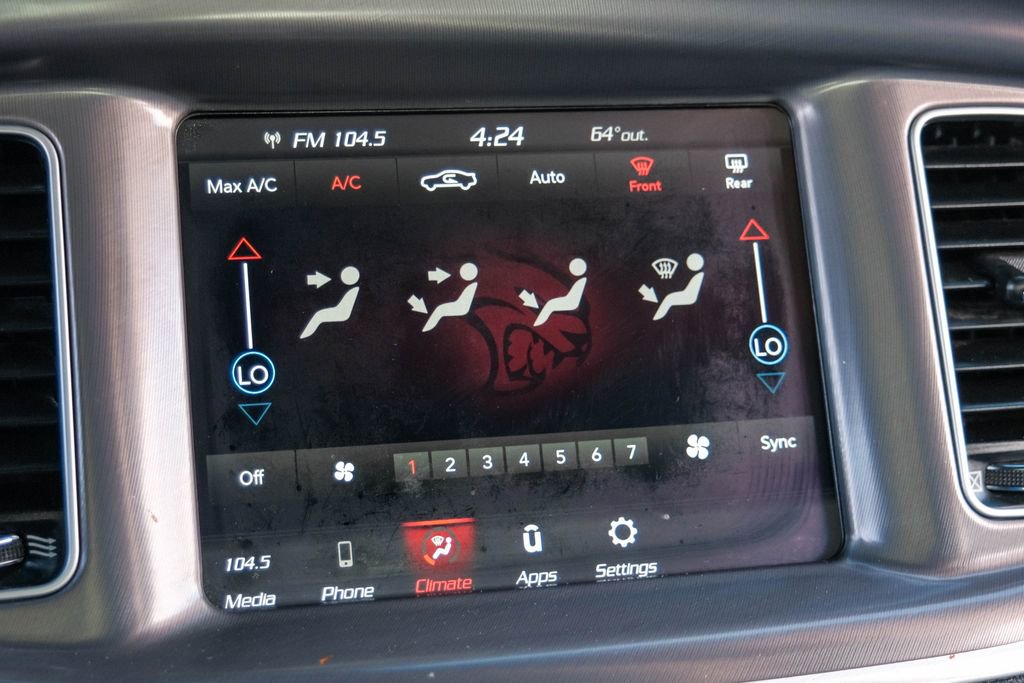 FM 104.5 4:24 64°out.
Max A/C A/C Auto Front Rear
LO LO
Off 1 2 3 4 5 6 7 Sync
104.5
Media Phone Climate Apps Settings